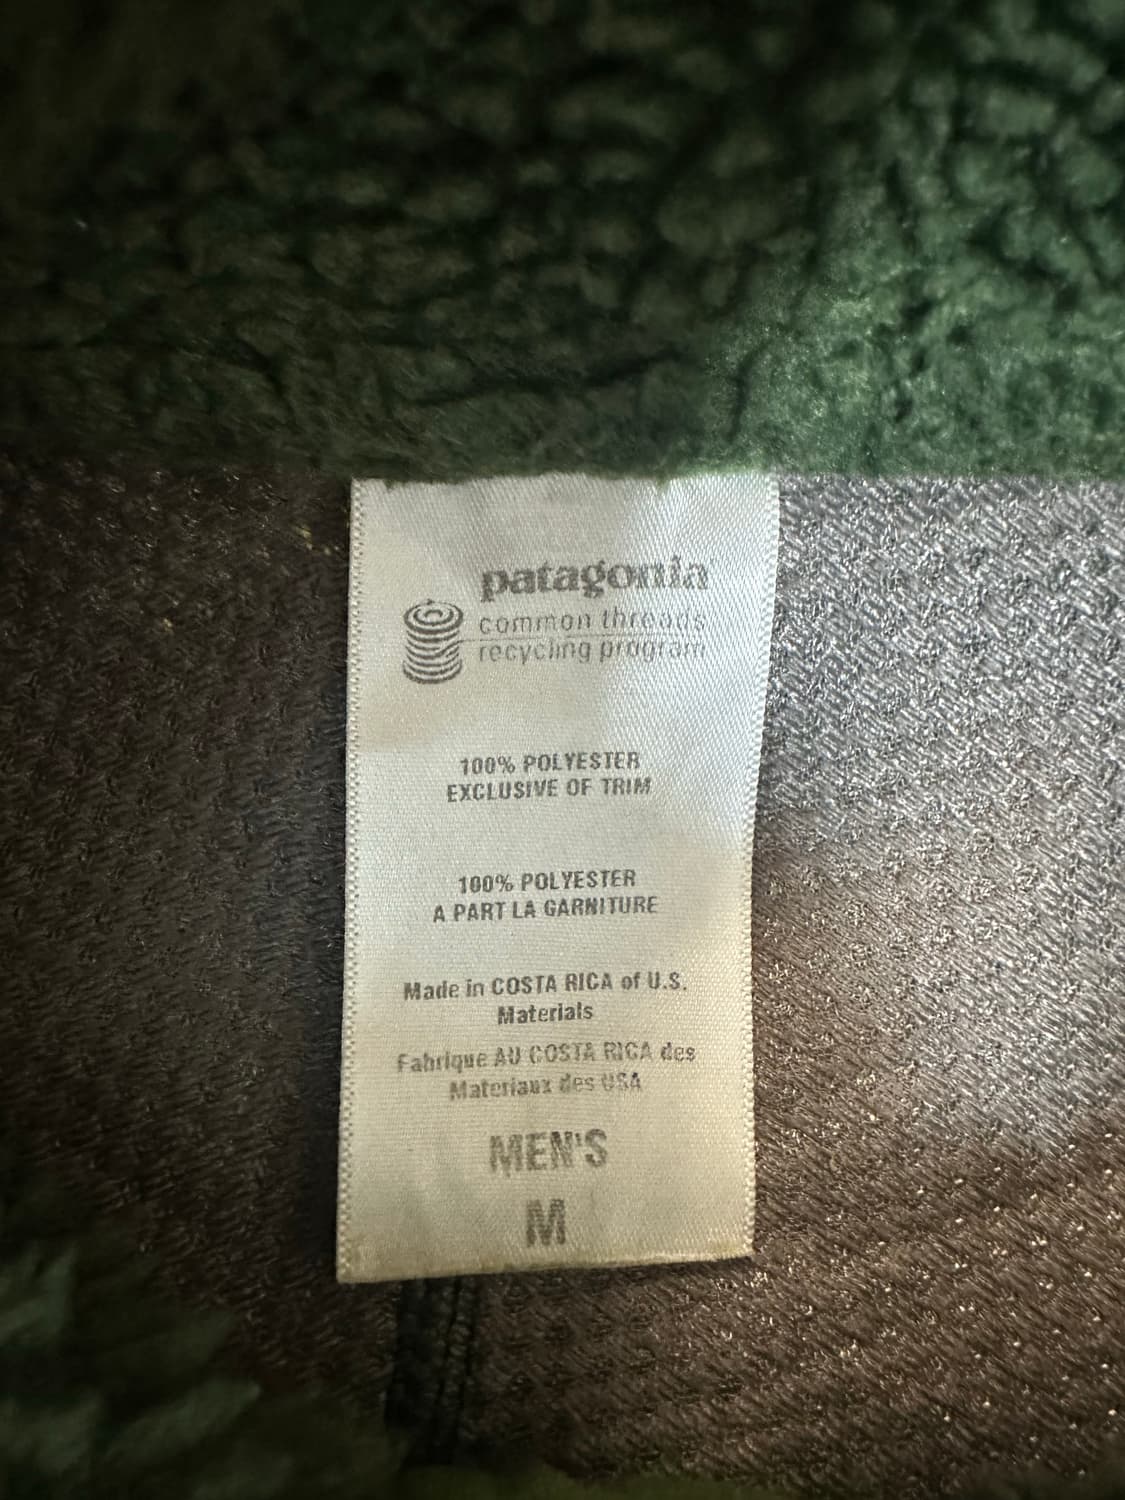 patagonia
common threads
recycling program
100% POLYESTER
EXCLUSIVE OF TRIM
100% POLYESTER
A PART LA GARNITURE
Made in COSTA RICA of U.S.
Materials
Fabrique AU COSTA RICA des
Materiaux des USA
MEN'S
M